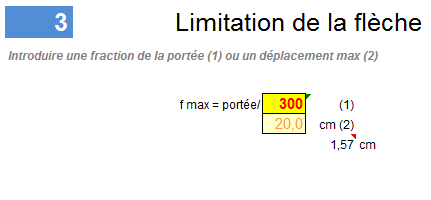 3 Limitation de la flèche
Introduire une fraction de la portée (1) ou un déplacement max (2)
f max = portée/ 300 (1)
20,0 cm (2)
1,57 cm